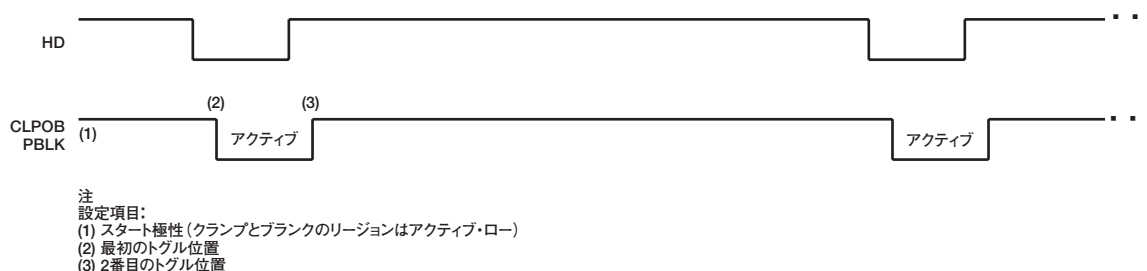 HD
(2)
(3)
CLPOB
PBLK
(1)
アクティブ
アクティブ
注
設定項目:
(1) スタート極性(クランプとブランクのリージョンはアクティブ・ロー)
(2) 最初のトグル位置
(3) 2番目のトグル位置